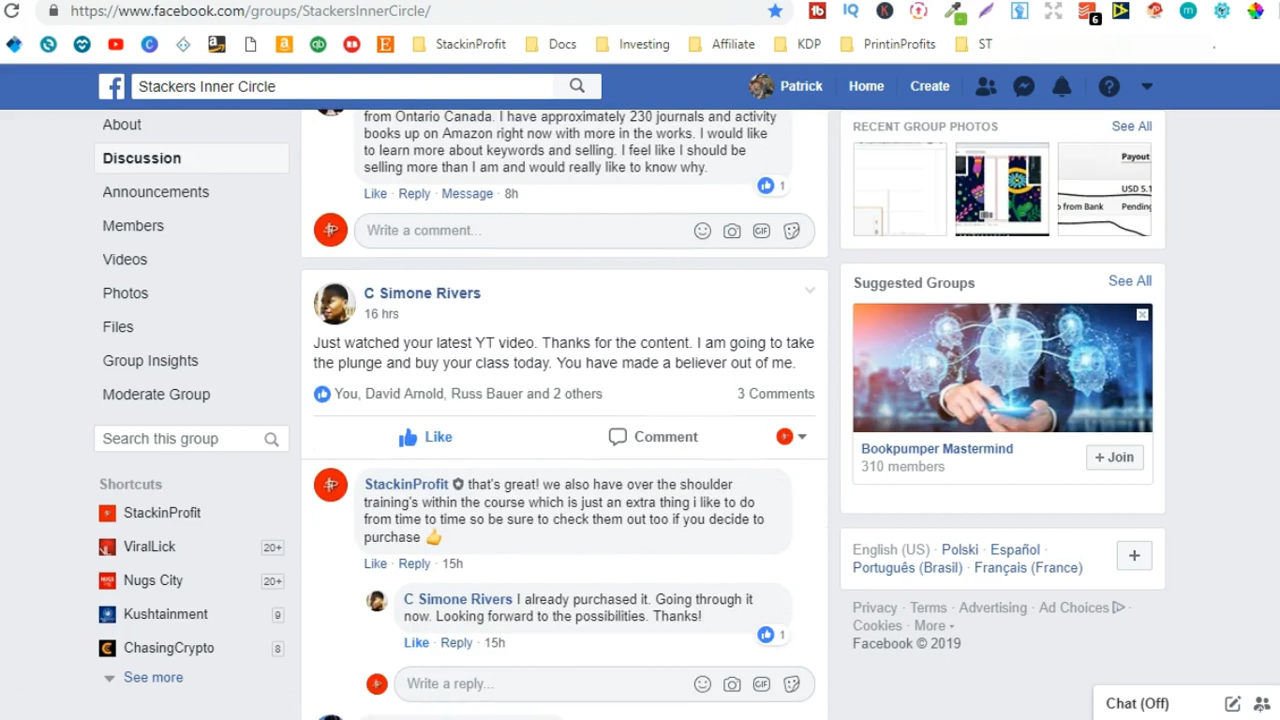 https://www.facebook.com/groups/StackersInnerCircle/
6
StackinProfit
Docs
Investing
Affiliate
KDP
PrintinProfits
ST
Stackers Inner Circle
Patrick
Home
Create
About
Discussion
Announcements
Members
Videos
Photos
Files
Group Insights
Moderate Group
Search this group
Shortcuts
StackinProfit
ViralLick 20+
Nugs City 20+
Kushtainment 9
ChasingCrypto 8
See more
from Ontario Canada. I have approximately 230 journals and activity
books up on Amazon right now with more in the works. I would like
to learn more about keywords and selling. I feel like I should be
selling more than I am and would really like to know why.
1
Like · Reply · Message · 8h
Write a comment...
GIF
C Simone Rivers
16 hrs
Just watched your latest YT video. Thanks for the content. I am going to take
the plunge and buy your class today. You have made a believer out of me.
You, David Arnold, Russ Bauer and 2 others
3 Comments
Like
Comment
StackinProfit that's great! we also have over the shoulder
training's within the course which is just an extra thing i like to do
from time to time so be sure to check them out too if you decide to
purchase 👍
Like · Reply · 15h
C Simone Rivers I already purchased it. Going through it
now. Looking forward to the possibilities. Thanks!
1
Like · Reply · 15h
Write a reply...
GIF
RECENT GROUP PHOTOS
See All
Payout
USD 5.1
o from Bank
Pending
Suggested Groups
See All
Bookpumper Mastermind
310 members
+ Join
English (US) · Polski · Español ·
Português (Brasil) · Français (France)
+
Privacy · Terms · Advertising · Ad Choices ·
Cookies · More
Facebook © 2019
Chat (Off)